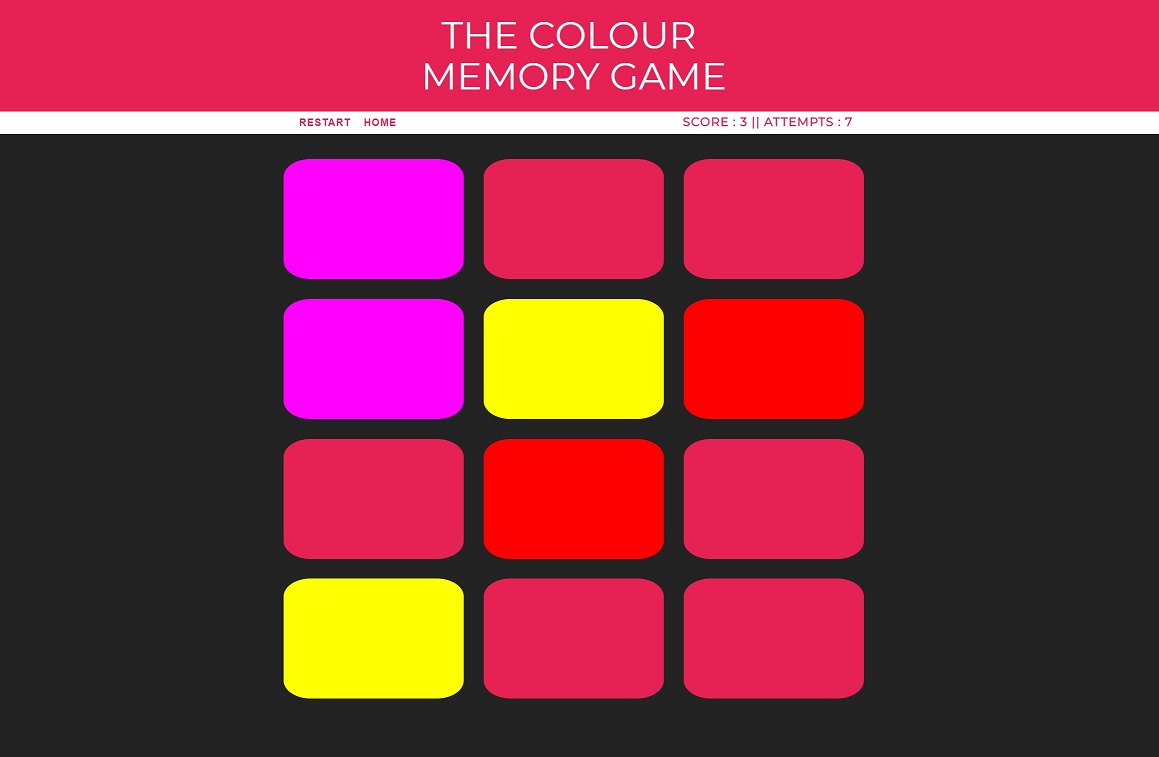 THE COLOUR
MEMORY GAME
RESTART HOME SCORE : 3 || ATTEMPTS : 7